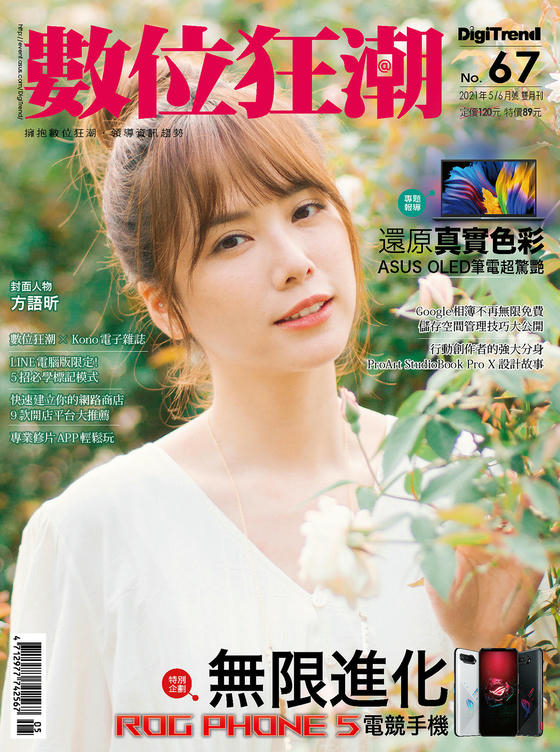 http://event.asus.com/DigiTrend/
數位狂潮
@
擁抱數位狂潮・領導資訊趨勢
DigiTrend
No. 67
2021年5/6月號 雙月刊
定價120元 特價89元
專題
報導
還原真實色彩
ASUS OLED筆電超驚艷
Google相簿不再無限免費
儲存空間管理技巧大公開
行動創作者的強大分身
ProArt StudioBook Pro X 設計故事
封面人物
方語昕
數位狂潮 × Kono電子雜誌
LINE電腦版限定!
5招必學標記模式
快速建立你的網路商店
9款開店平台大推薦
專業修片APP輕鬆玩
特別
企劃
無限進化
ROG PHONE 5 電競手機
4712977742567
05